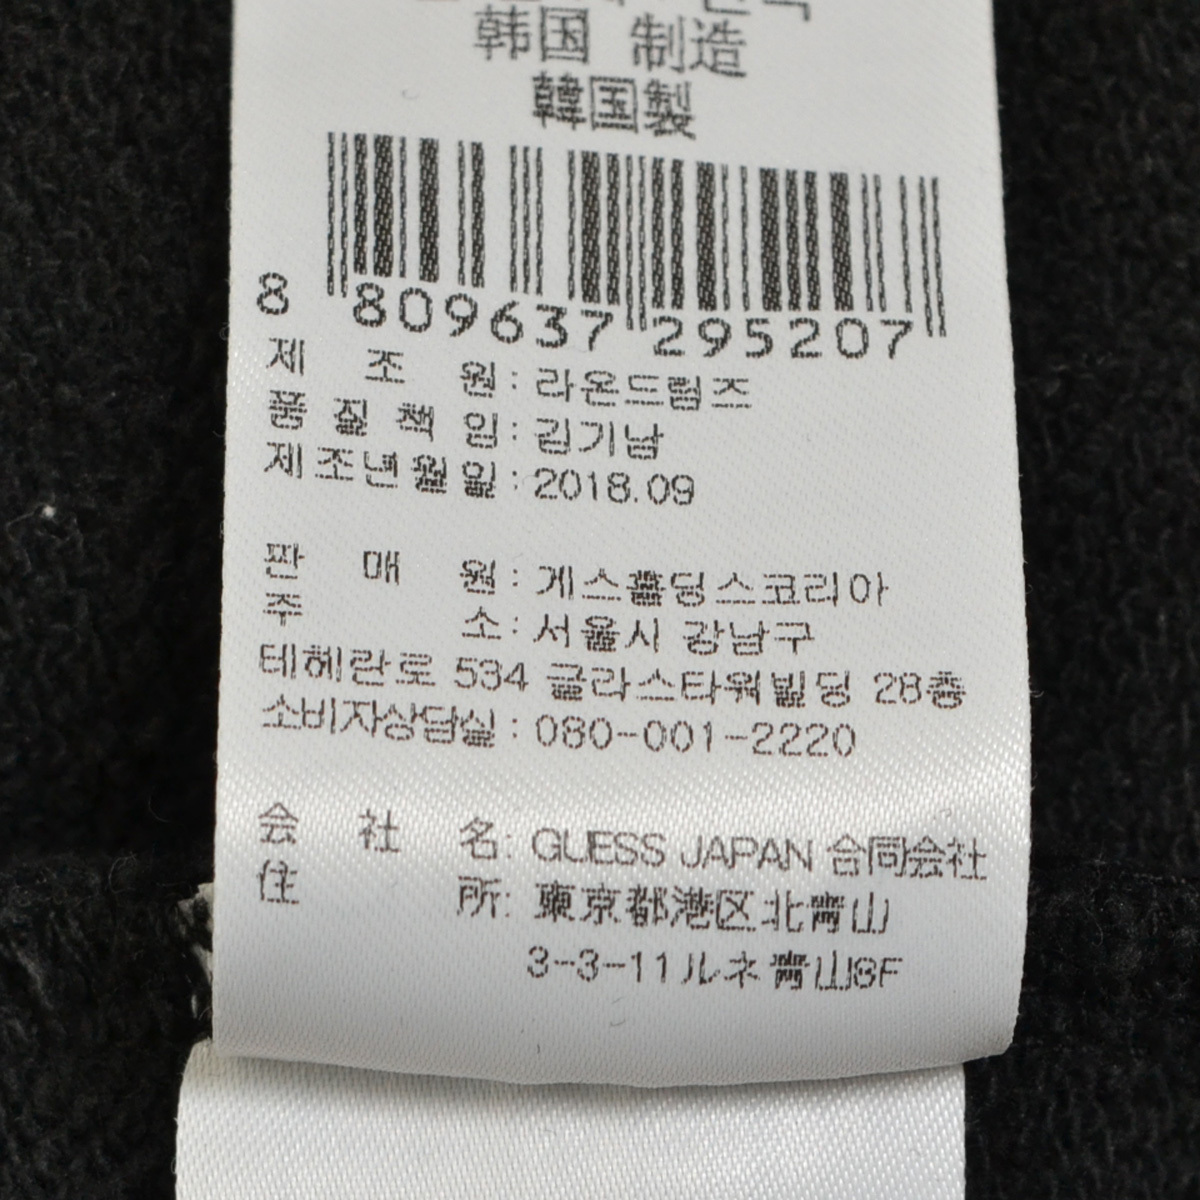 韩国 制造
韓国製
8 809637 295207
제 조 원 : 라온드림즈
품 질 책 임 : 김기남
제조년월일 : 2018.09
판 매 원 : 게스홀딩스코리아
주 소 : 서울시 강남구
테헤란로 534 글라스타워빌딩 28층
소비자상담실 : 080-001-2220
会 社 名: GUESS JAPAN 合同会社
住 所: 東京都港区北青山
3-3-11ルネ青山8F